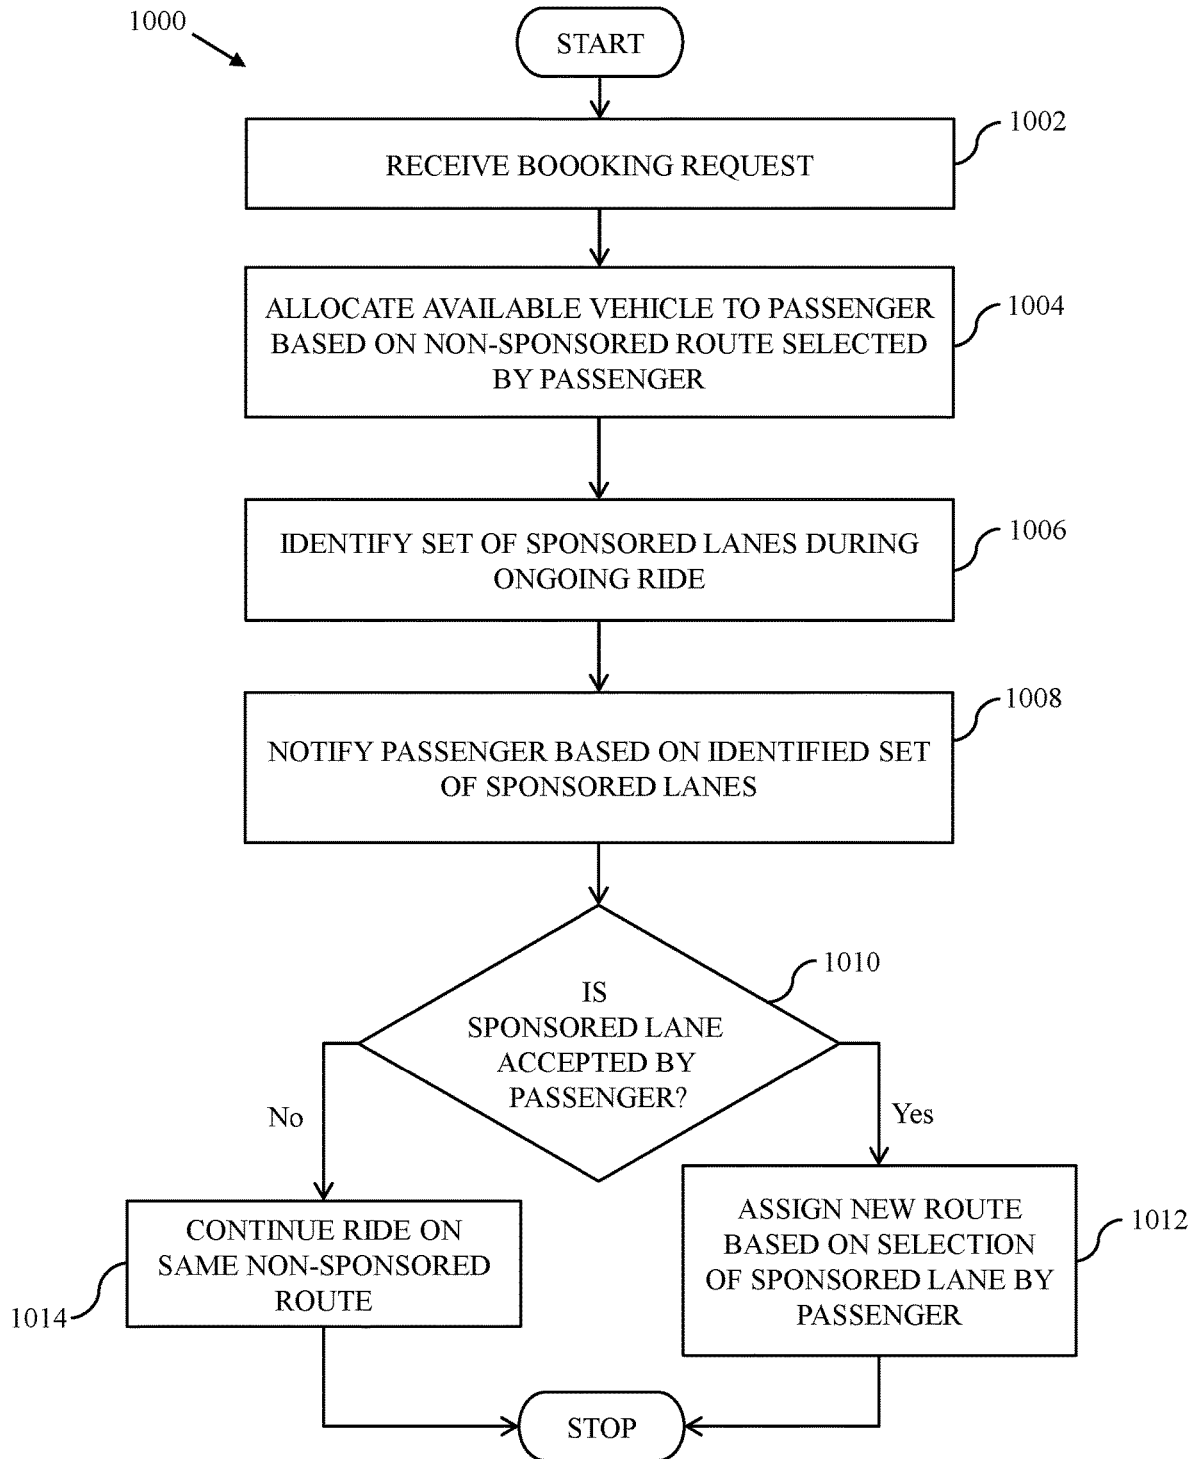 1000
START
1002
RECEIVE BOOOKING REQUEST
1004
ALLOCATE AVAILABLE VEHICLE TO PASSENGER
BASED ON NON-SPONSORED ROUTE SELECTED
BY PASSENGER
1006
IDENTIFY SET OF SPONSORED LANES DURING
ONGOING RIDE
1008
NOTIFY PASSENGER BASED ON IDENTIFIED SET
OF SPONSORED LANES
1010
IS
SPONSORED LANE
ACCEPTED BY
PASSENGER?
No
Yes
CONTINUE RIDE ON
SAME NON-SPONSORED
ROUTE
1014
ASSIGN NEW ROUTE
BASED ON SELECTION
OF SPONSORED LANE BY
PASSENGER
1012
STOP